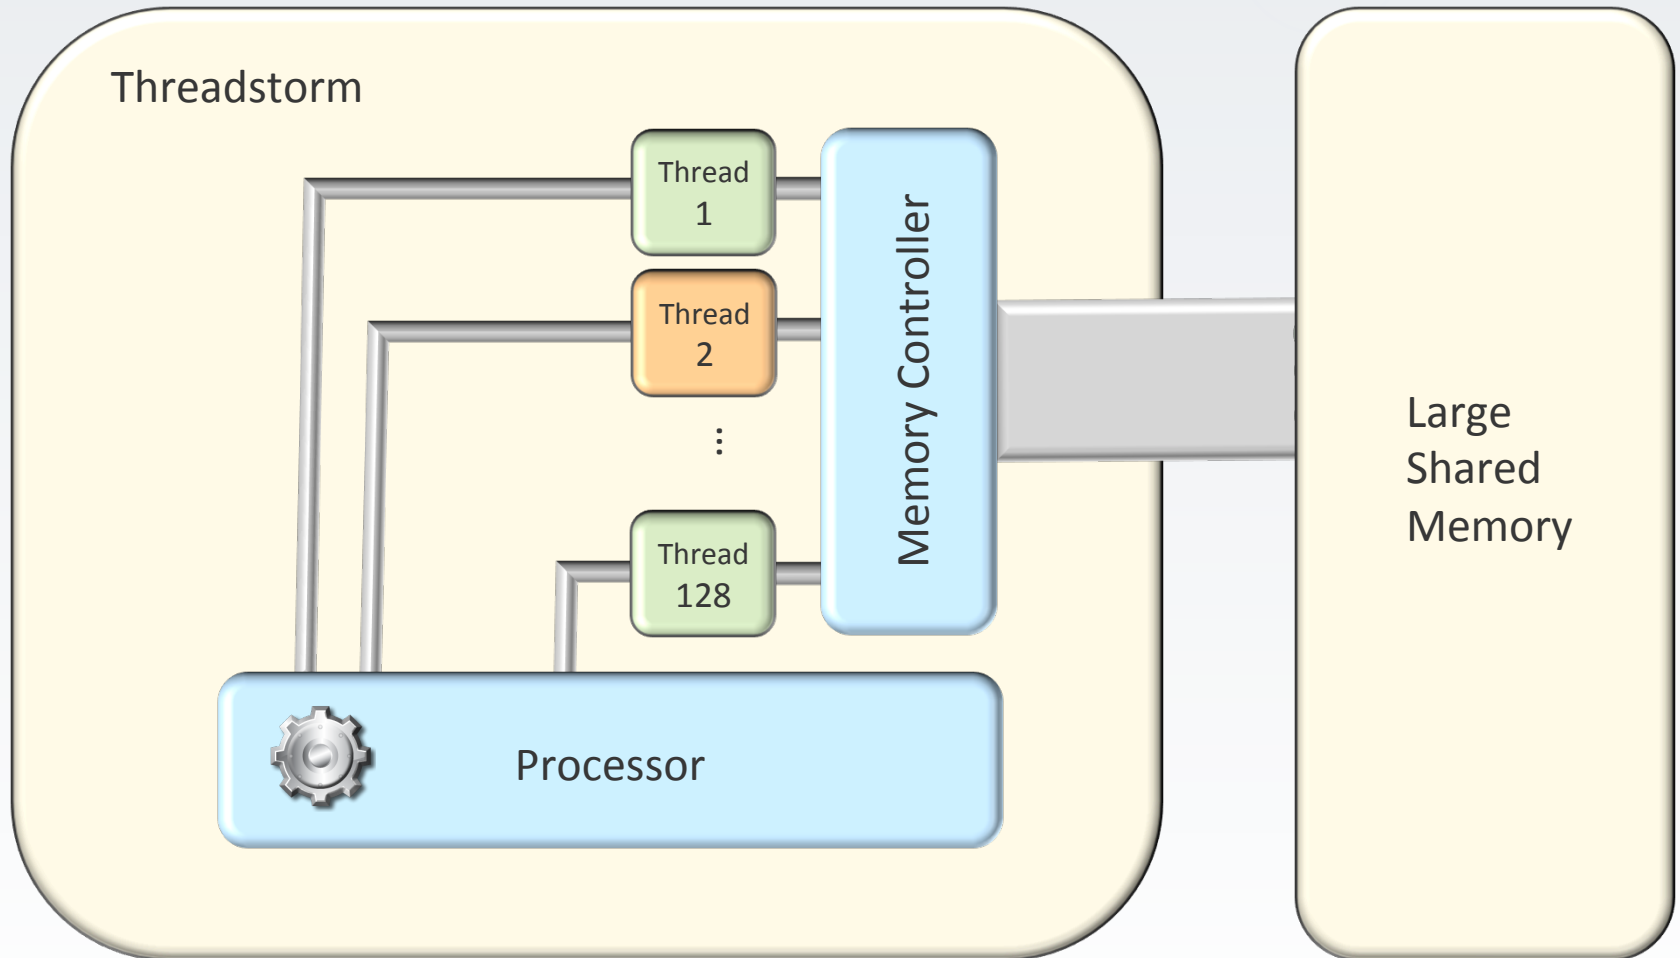 Threadstorm
Thread
1
Thread
2
...
Thread
128
Memory Controller
Processor
Large
Shared
Memory